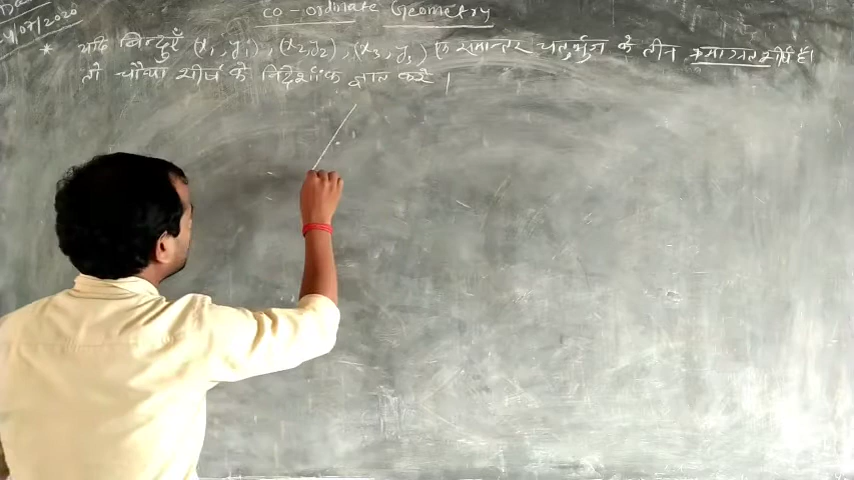 Co-ordinate Geometry
14/07/2020
* यदि बिन्दुएँ (x₁, y₁), (x₂, y₂), (x₃, y₃) एक समान्तर चतुर्भुज के तीन क्रमागत शीर्ष हैं।
तो चौथा शीर्ष के निर्देशांक ज्ञात करें।